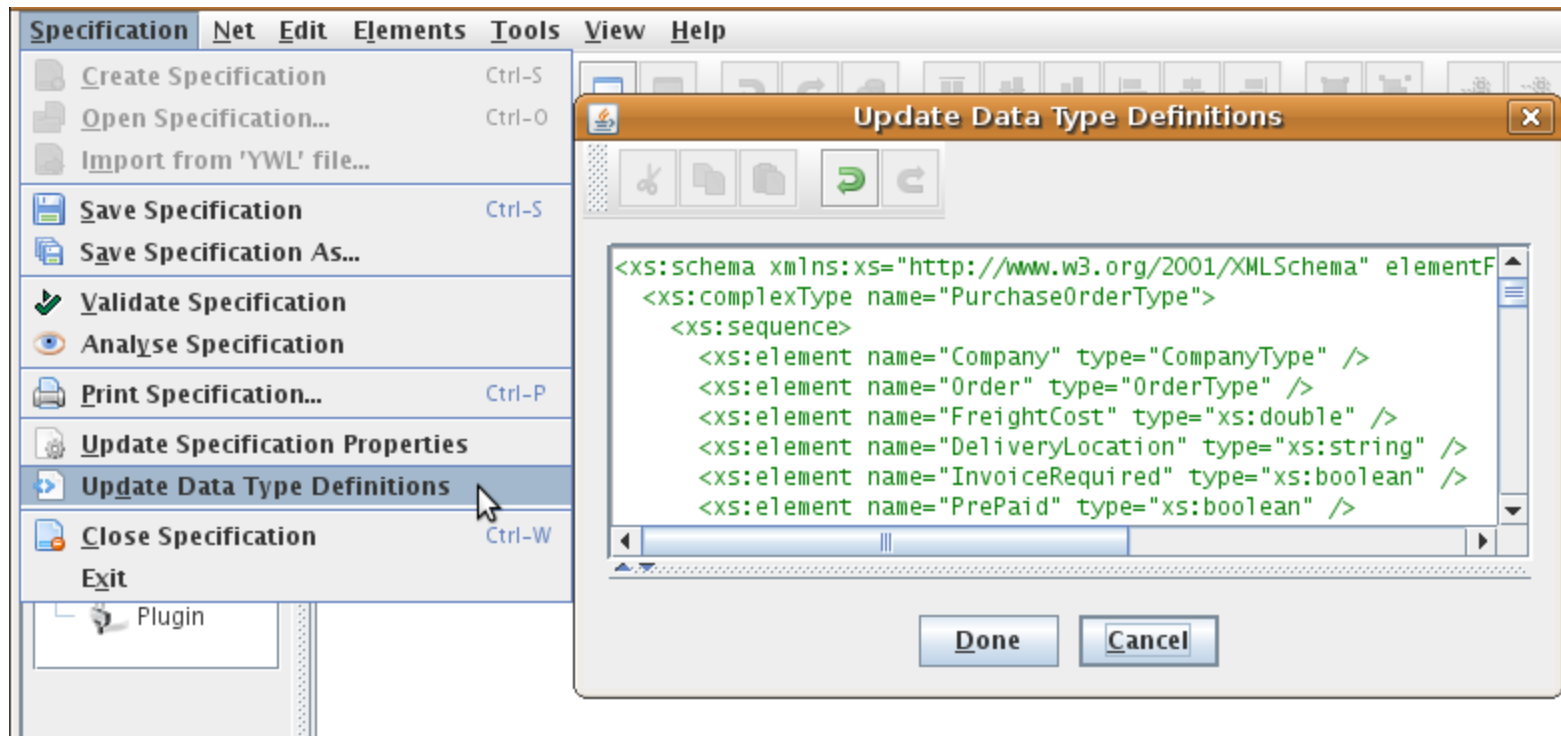 Specification Net Edit Elements Tools View Help
Create Specification Ctrl-S
Open Specification... Ctrl-O
Import from 'YWL' file...
Save Specification Ctrl-S
Save Specification As...
Validate Specification
Analyse Specification
Print Specification... Ctrl-P
Update Specification Properties
Update Data Type Definitions
Close Specification Ctrl-W
Exit
Plugin
Update Data Type Definitions
<xs:schema xmlns:xs="http://www.w3.org/2001/XMLSchema" elementF
<xs:complexType name="PurchaseOrderType">
<xs:sequence>
<xs:element name="Company" type="CompanyType" />
<xs:element name="Order" type="OrderType" />
<xs:element name="FreightCost" type="xs:double" />
<xs:element name="DeliveryLocation" type="xs:string" />
<xs:element name="InvoiceRequired" type="xs:boolean" />
<xs:element name="PrePaid" type="xs:boolean" />
Done Cancel